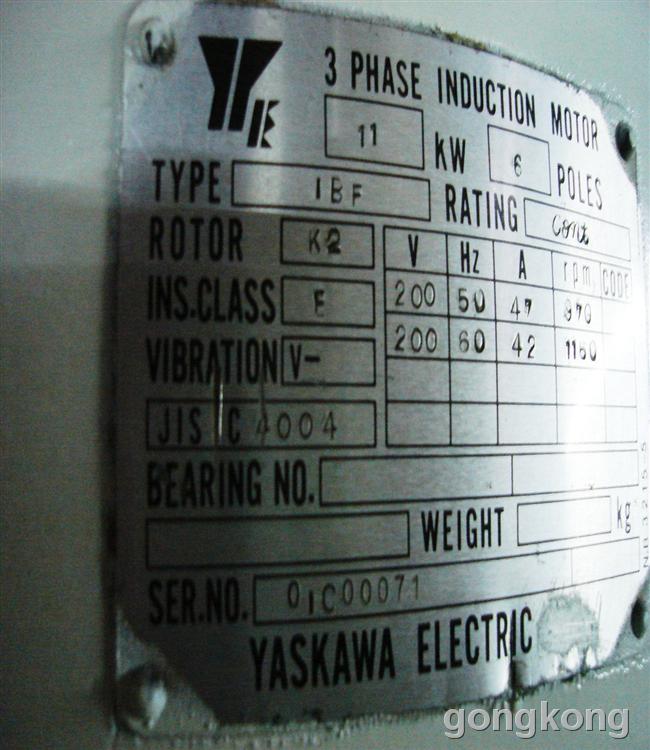 YE
3 PHASE INDUCTION MOTOR
11 kW 6 POLES
TYPE IBF RATING cont
ROTOR K2
V Hz A rpm CODE
INS.CLASS E
200 50 47 970
VIBRATION V-
200 60 42 1160
JIS C 4004
BEARING NO.
WEIGHT kg
SER.NO. 01C00071
YASKAWA ELECTRIC
gongkong